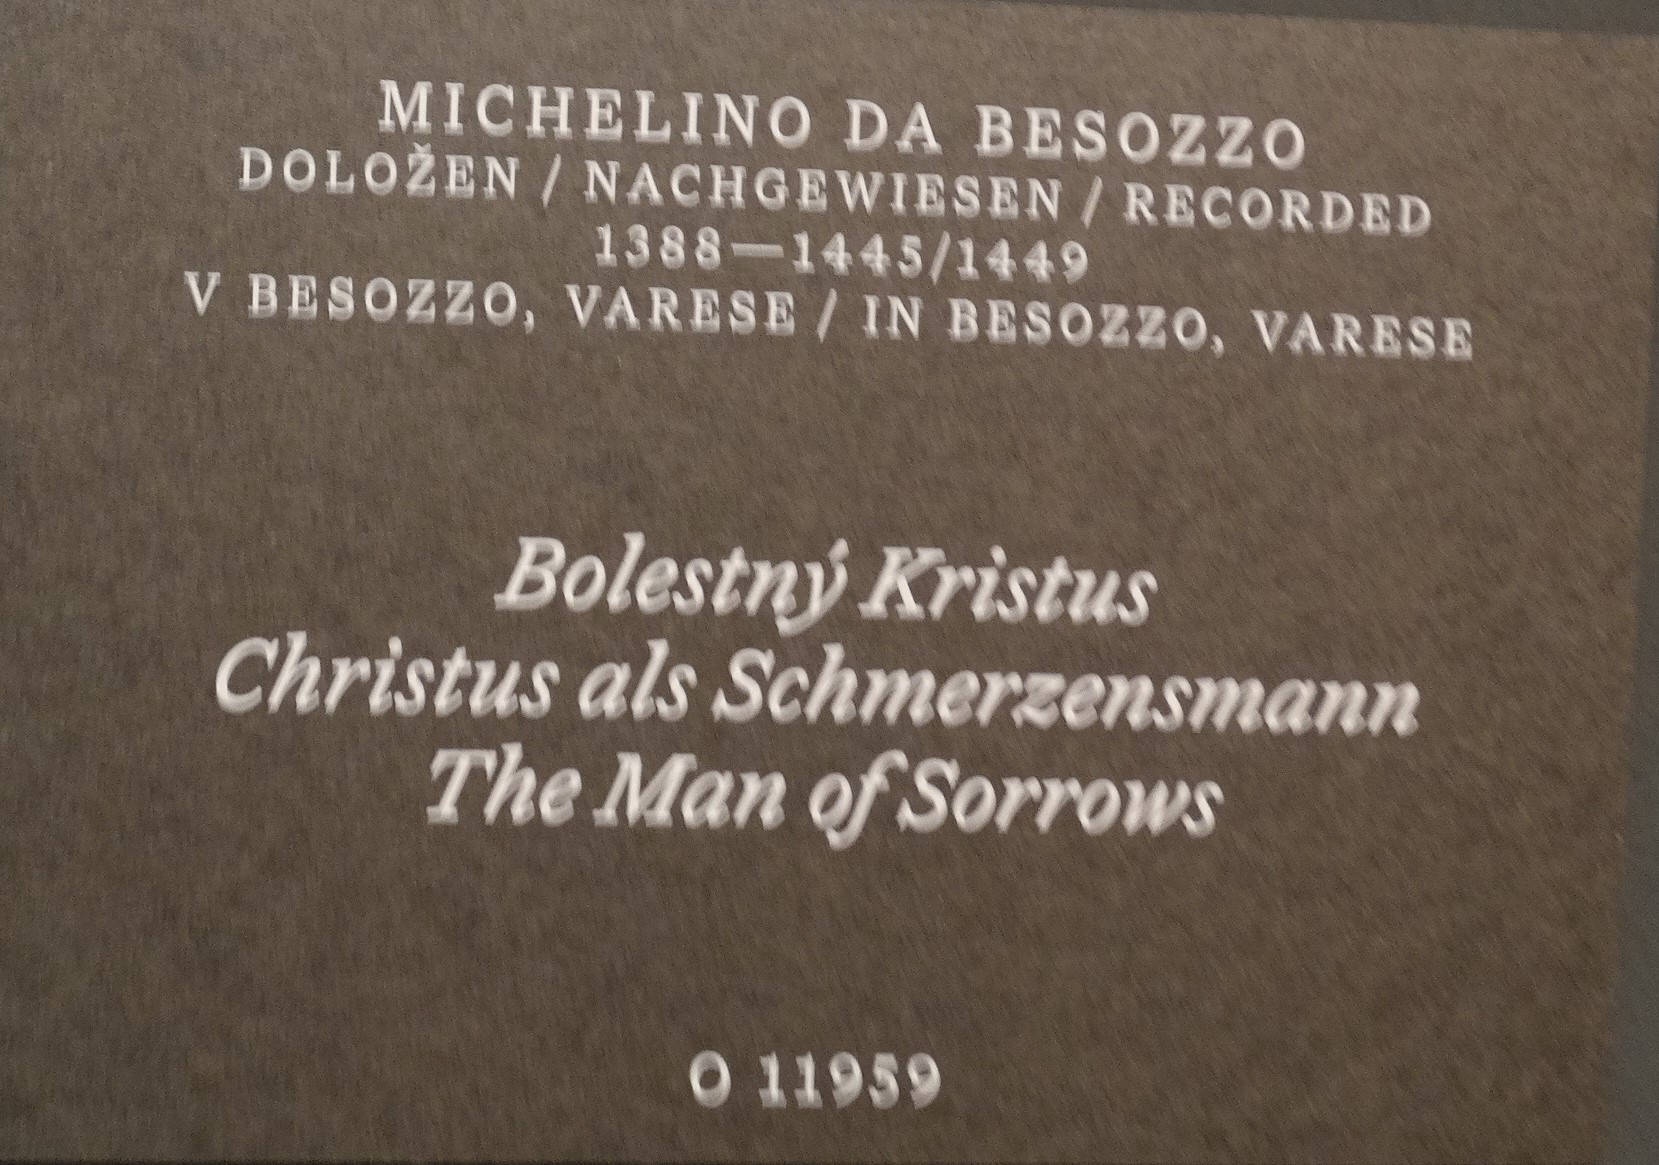 MICHELINO DA BESOZZO
DOLOŽEN / NACHGEWIESEN / RECORDED
1388—1445/1449
V BESOZZO, VARESE / IN BESOZZO, VARESE
Bolestný Kristus
Christus als Schmerzensmann
The Man of Sorrows
O 11959